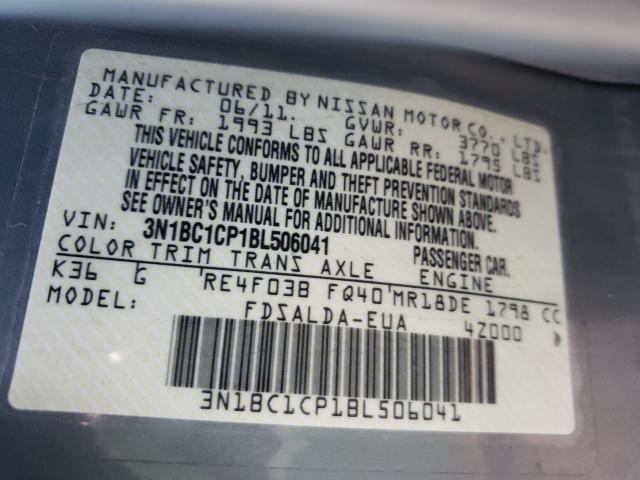 MANUFACTURED BY NISSAN MOTOR CO., LTD.
DATE: 06/11. GVWR: 3770 LBS
GAWR FR: 1993 LBS GAWR RR: 1795 LBS
THIS VEHICLE CONFORMS TO ALL APPLICABLE FEDERAL MOTOR
VEHICLE SAFETY, BUMPER AND THEFT PREVENTION STANDARDS
IN EFFECT ON THE DATE OF MANUFACTURE SHOWN ABOVE.
SEE OWNER'S MANUAL FOR ADDITIONAL INFORMATION.
VIN: 3N1BC1CP1BL506041 PASSENGER CAR.
COLOR TRIM TRANS AXLE ENGINE
K36 G RE4F03B FQ40 MR18DE 1798 CC
FDSALDA-EUA 4Z000
3N1BC1CP1BL506041